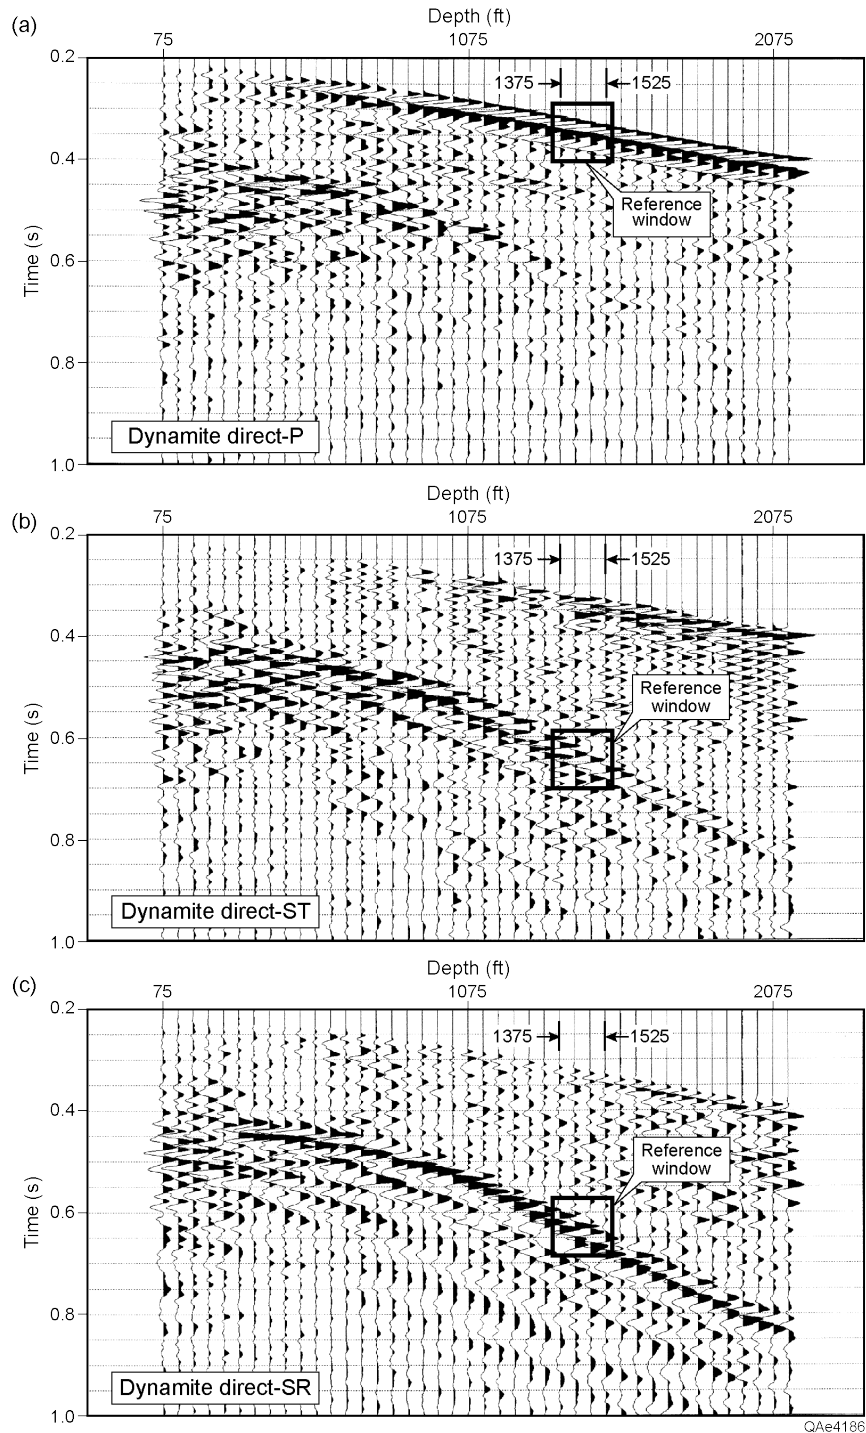 (a)
Depth (ft)
75 1075 2075
0.2
1375 1525
0.4
Reference
window
Time (s)
0.6
0.8
Dynamite direct-P
1.0
(b)
Depth (ft)
75 1075 2075
0.2
1375 1525
0.4
Reference
window
Time (s)
0.6
0.8
Dynamite direct-ST
1.0
(c)
Depth (ft)
75 1075 2075
0.2
1375 1525
0.4
Reference
window
Time (s)
0.6
0.8
Dynamite direct-SR
1.0
QAe4186